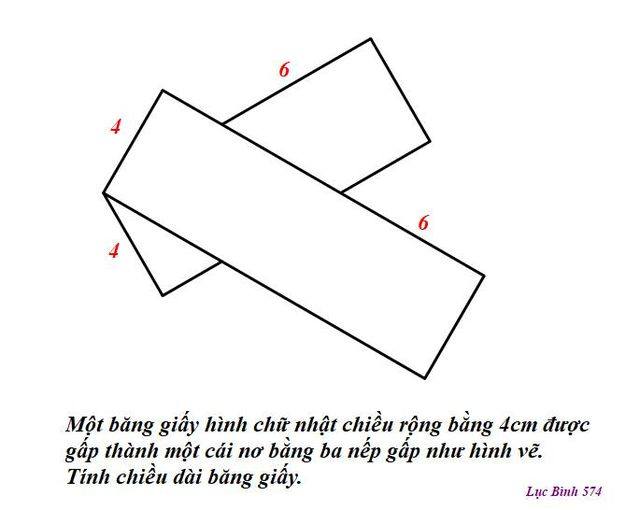 6
4
6
4
Một băng giấy hình chữ nhật chiều rộng bằng 4cm được
gấp thành một cái nơ bằng ba nếp gấp như hình vẽ.
Tính chiều dài băng giấy.
Lục Bình 574